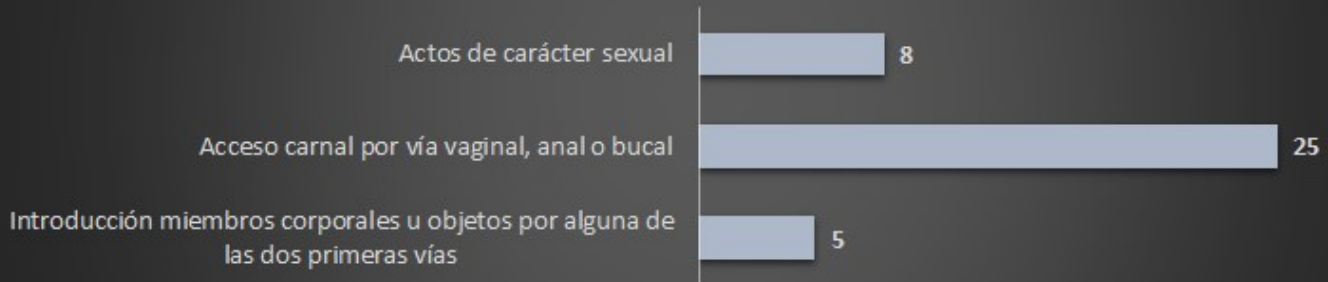 Actos de carácter sexual
8
Acceso carnal por vía vaginal, anal o bucal
25
Introducción miembros corporales u objetos por alguna de
las dos primeras vías
5